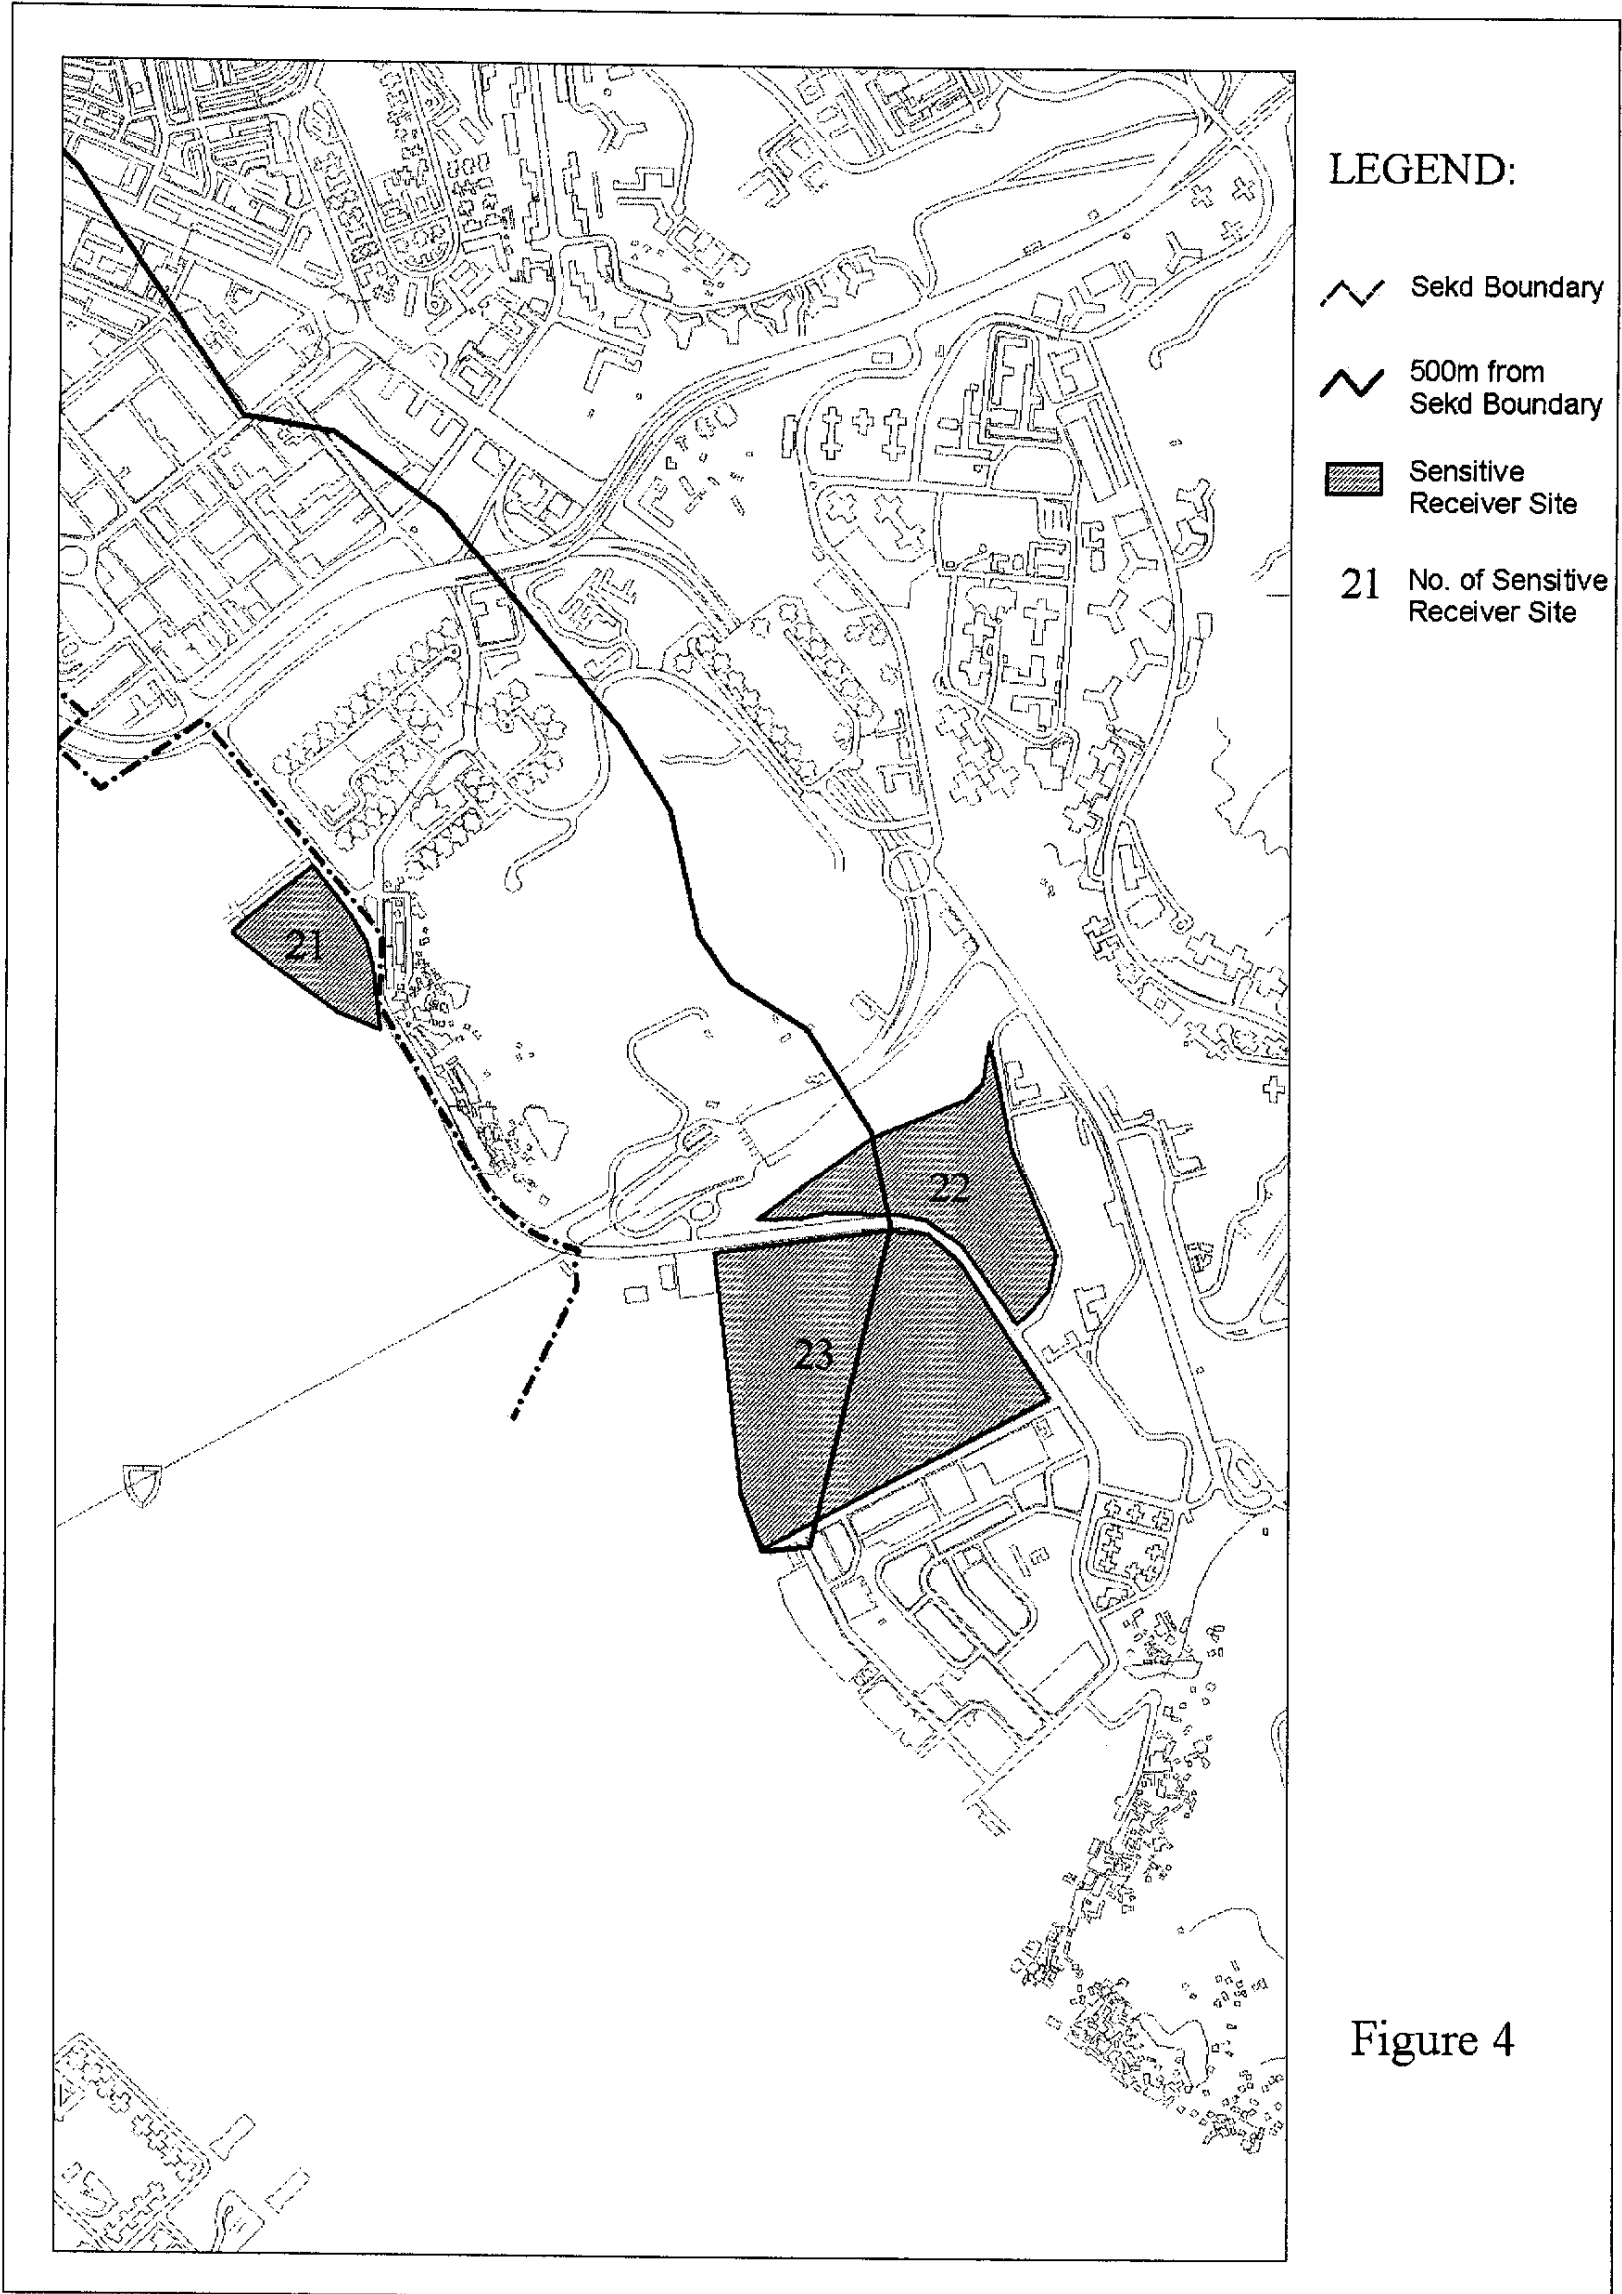 LEGEND:
Sekd Boundary
500m from
Sekd Boundary
Sensitive
Receiver Site
21 No. of Sensitive
Receiver Site
21
22
23
Figure 4